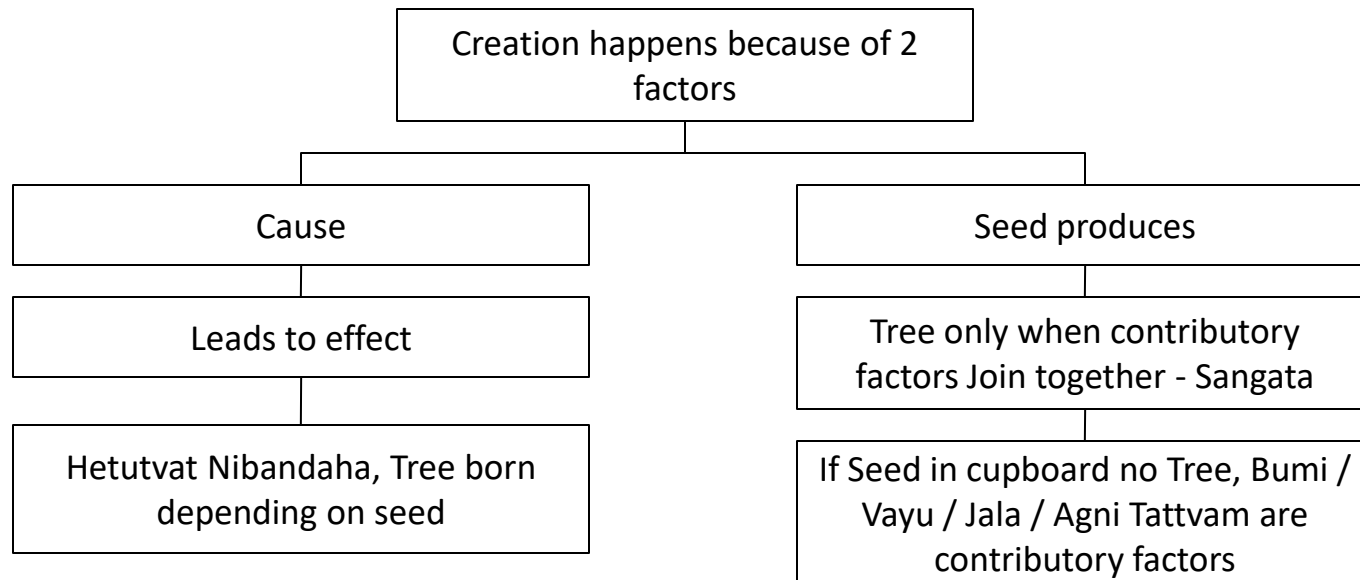 Creation happens because of 2
factors
Cause
Leads to effect
Hetutvat Nibandaha, Tree born
depending on seed
Seed produces
Tree only when contributory
factors Join together - Sangata
If Seed in cupboard no Tree, Bumi /
Vayu / Jala / Agni Tattvam are
contributory factors